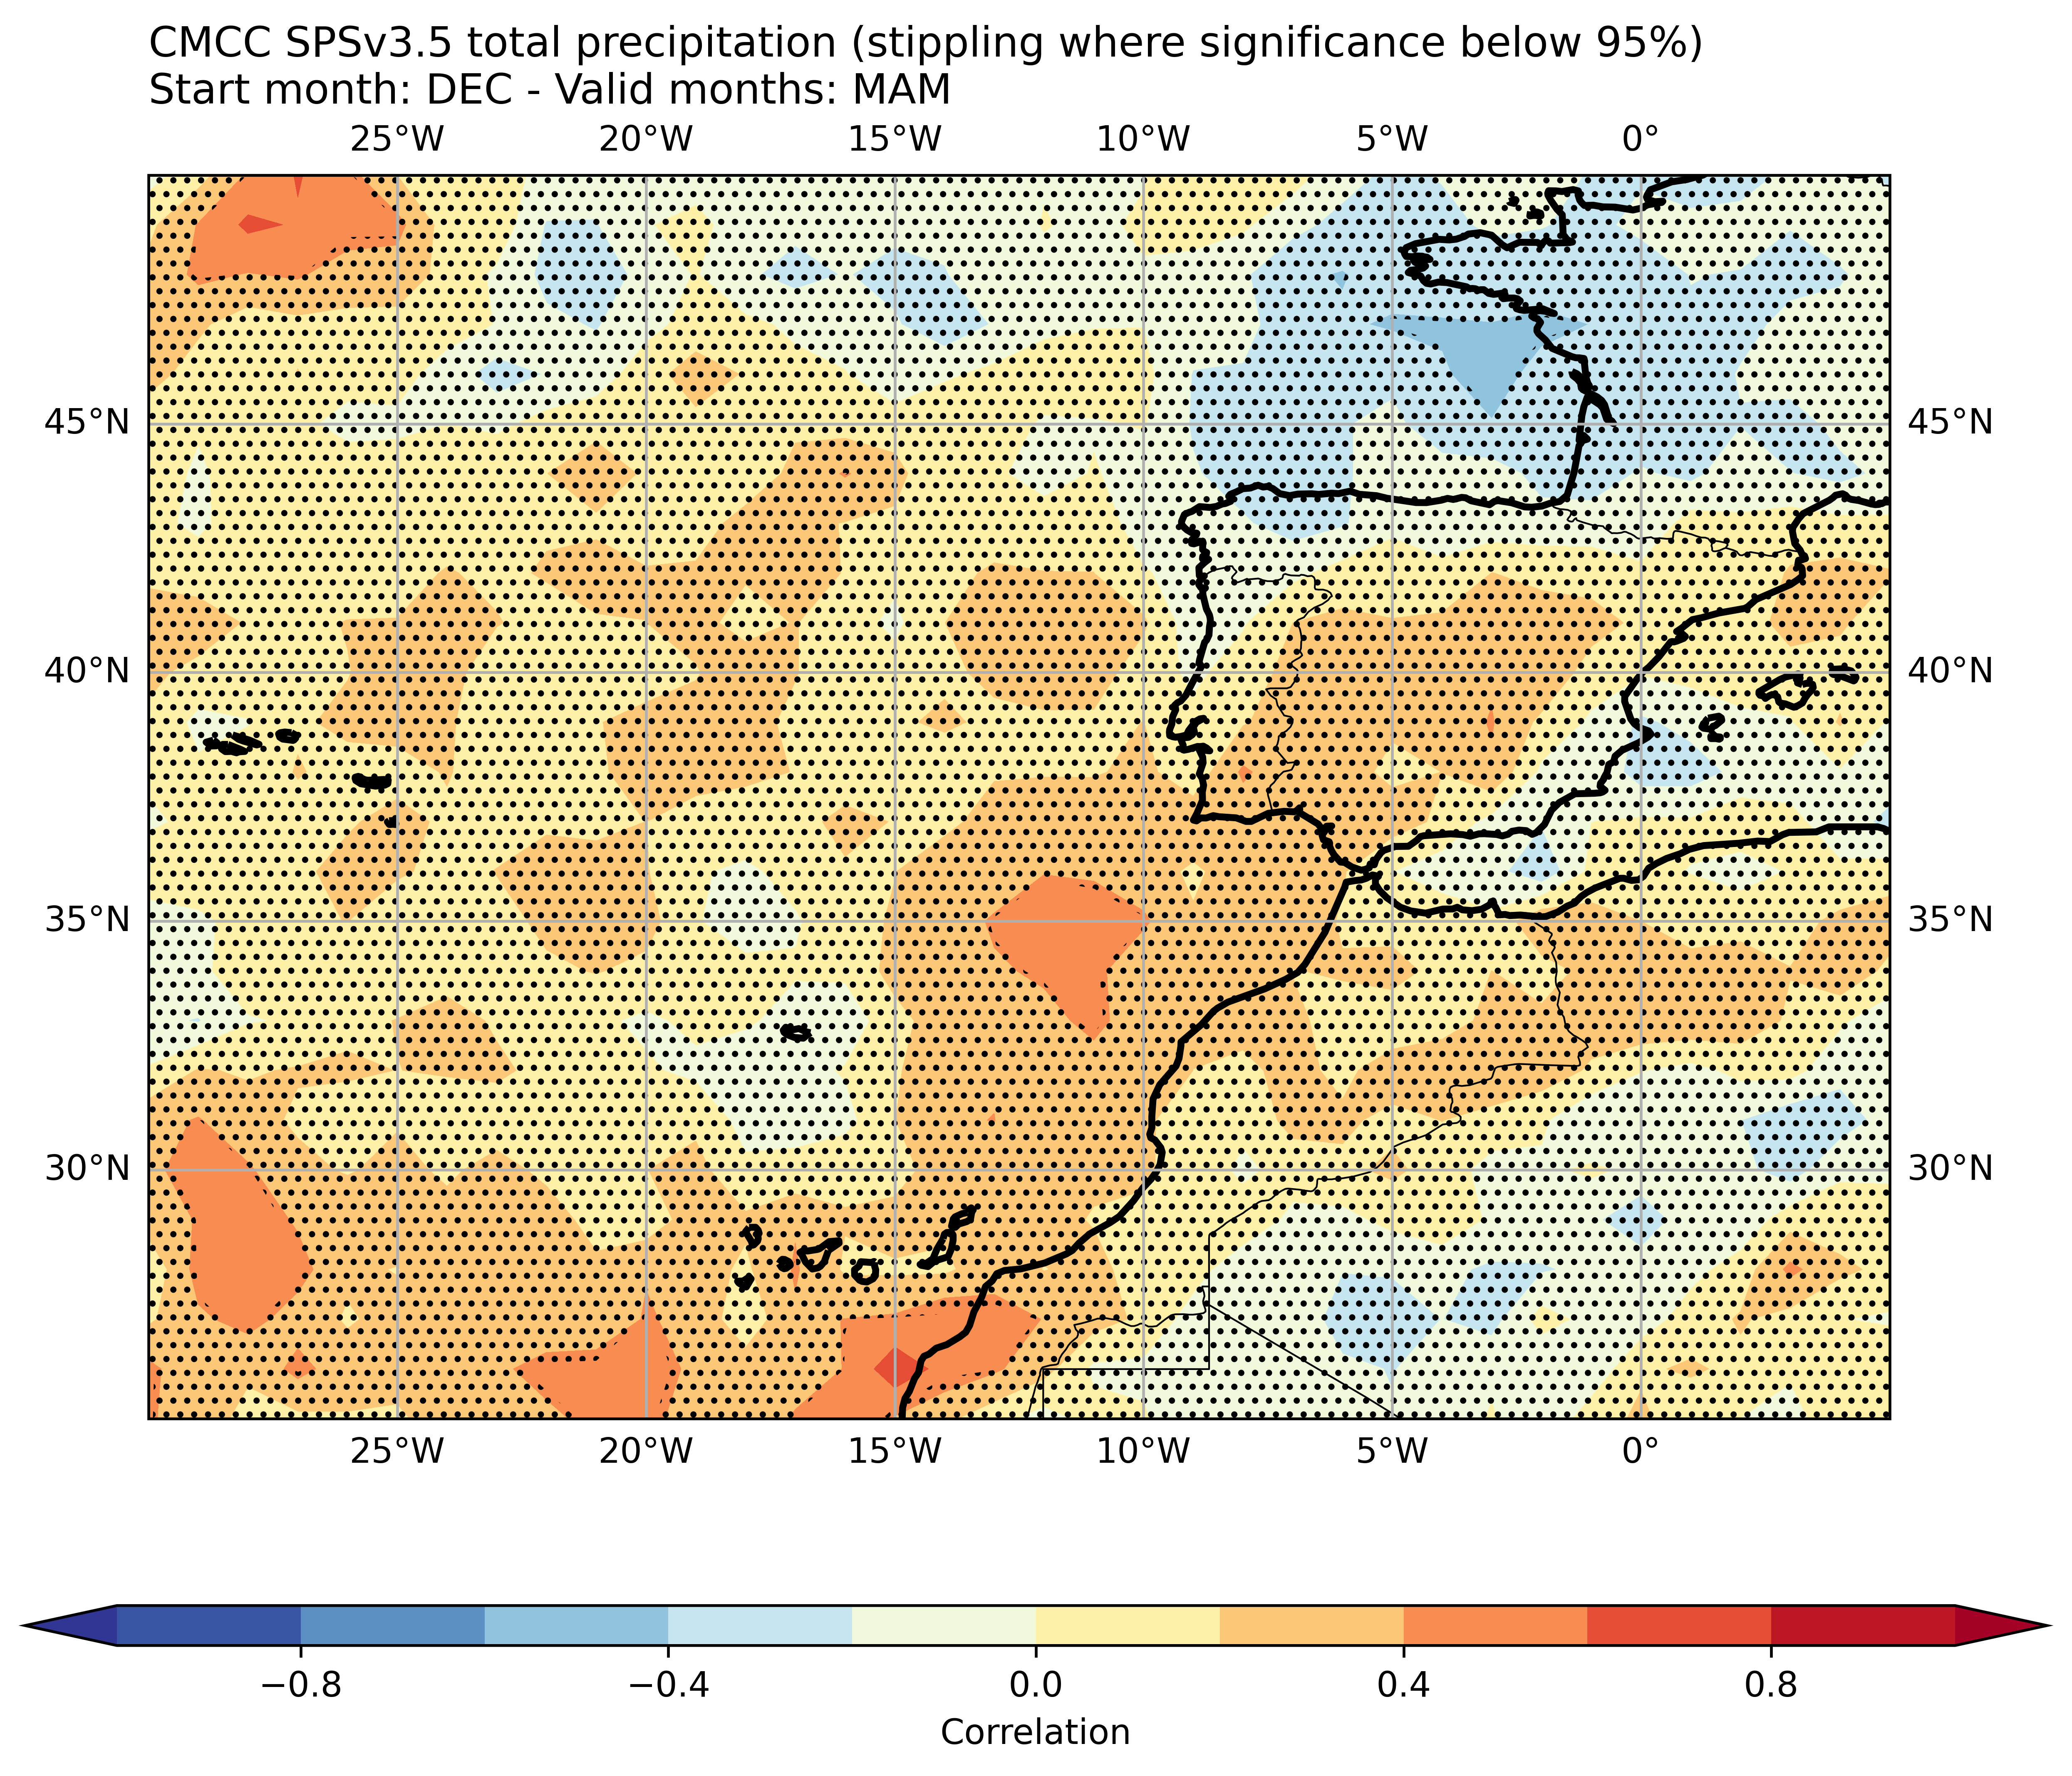 CMCC SPSv3.5 total precipitation (stippling where significance below 95%)
Start month: DEC - Valid months: MAM
25°W 20°W 15°W 10°W 5°W 0°
45°N 45°N
40°N 40°N
35°N 35°N
30°N 30°N
25°W 20°W 15°W 10°W 5°W 0°
−0.8 −0.4 0.0 0.4 0.8
Correlation